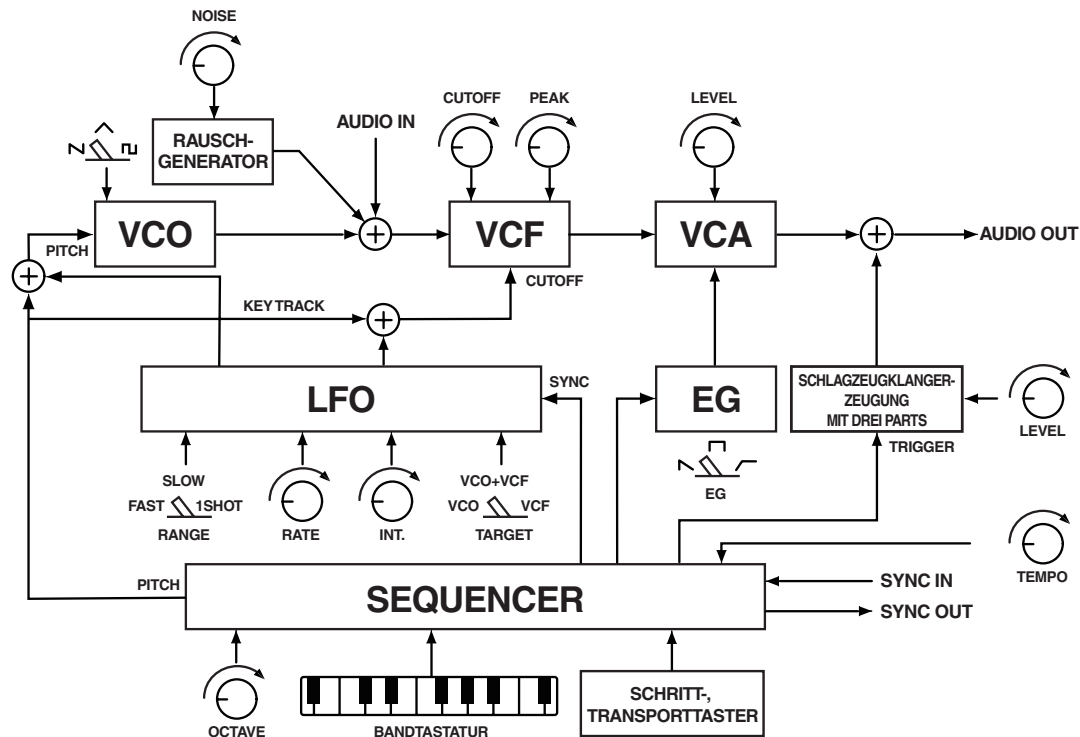 NOISE
RAUSCH-
GENERATOR
AUDIO IN
CUTOFF
PEAK
LEVEL
VCO
PITCH
VCF
CUTOFF
VCA
AUDIO OUT
KEY TRACK
LFO
SYNC
EG
SCHLAGZEUGKLANGER-
ZEUGUNG
MIT DREI PARTS
TRIGGER
LEVEL
SLOW
FAST 1SHOT
RANGE
RATE
INT.
VCO+VCF
VCO VCF
TARGET
EG
TEMPO
PITCH
SEQUENCER
SYNC IN
SYNC OUT
OCTAVE
BANDTASTATUR
SCHRITT-,
TRANSPORTTASTER